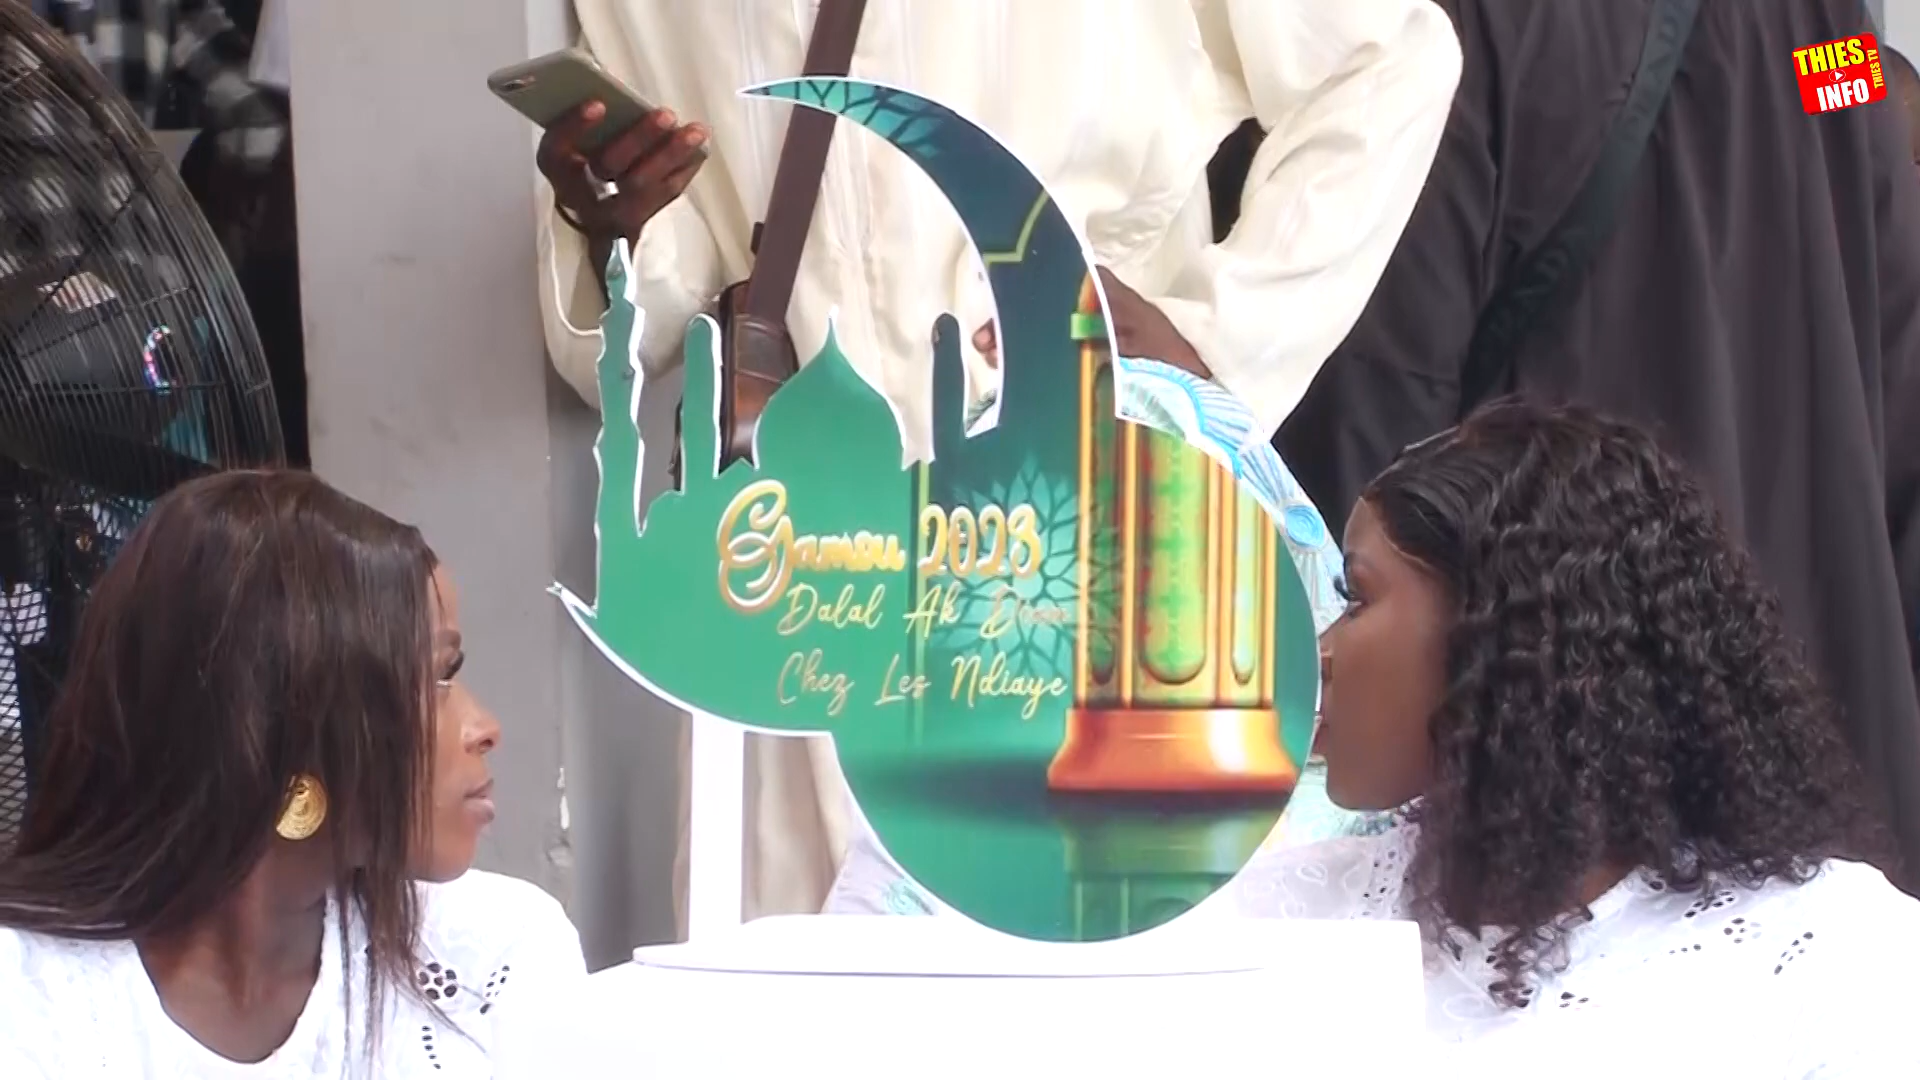 THIES
INFO
THIES TV
Gamou 2023
Dalal Ak Diam
Chez Les Ndiaye